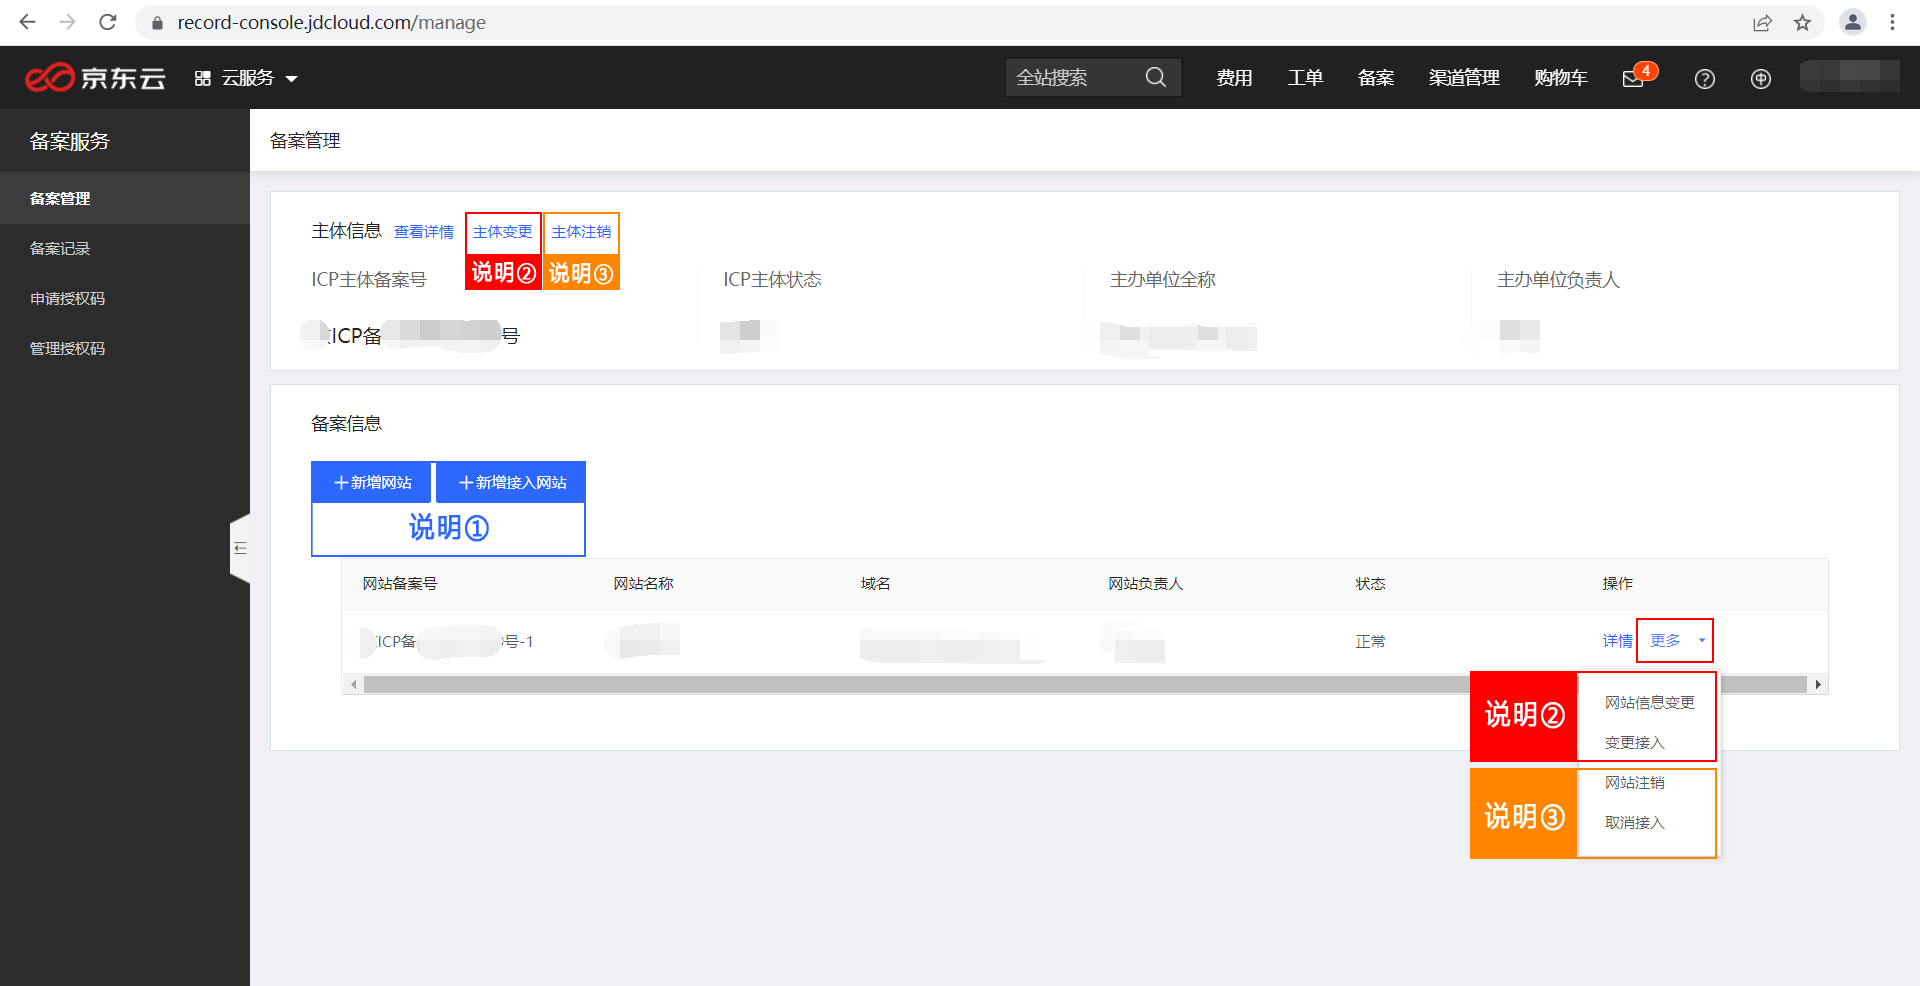 record-console.jdcloud.com/manage
京东云 云服务 全站搜索 费用 工单 备案 渠道管理 购物车 4
备案服务
备案管理
备案记录
申请授权码
管理授权码
备案管理
主体信息 查看详情 主体变更 主体注销
说明② 说明③
ICP主体备案号 ICP主体状态 主办单位全称 主办单位负责人
ICP备 号
备案信息
+新增网站 +新增接入网站
说明①
网站备案号 网站名称 域名 网站负责人 状态 操作
ICP备 号-1 正常 详情 更多
说明② 网站信息变更
变更接入
说明③ 网站注销
取消接入